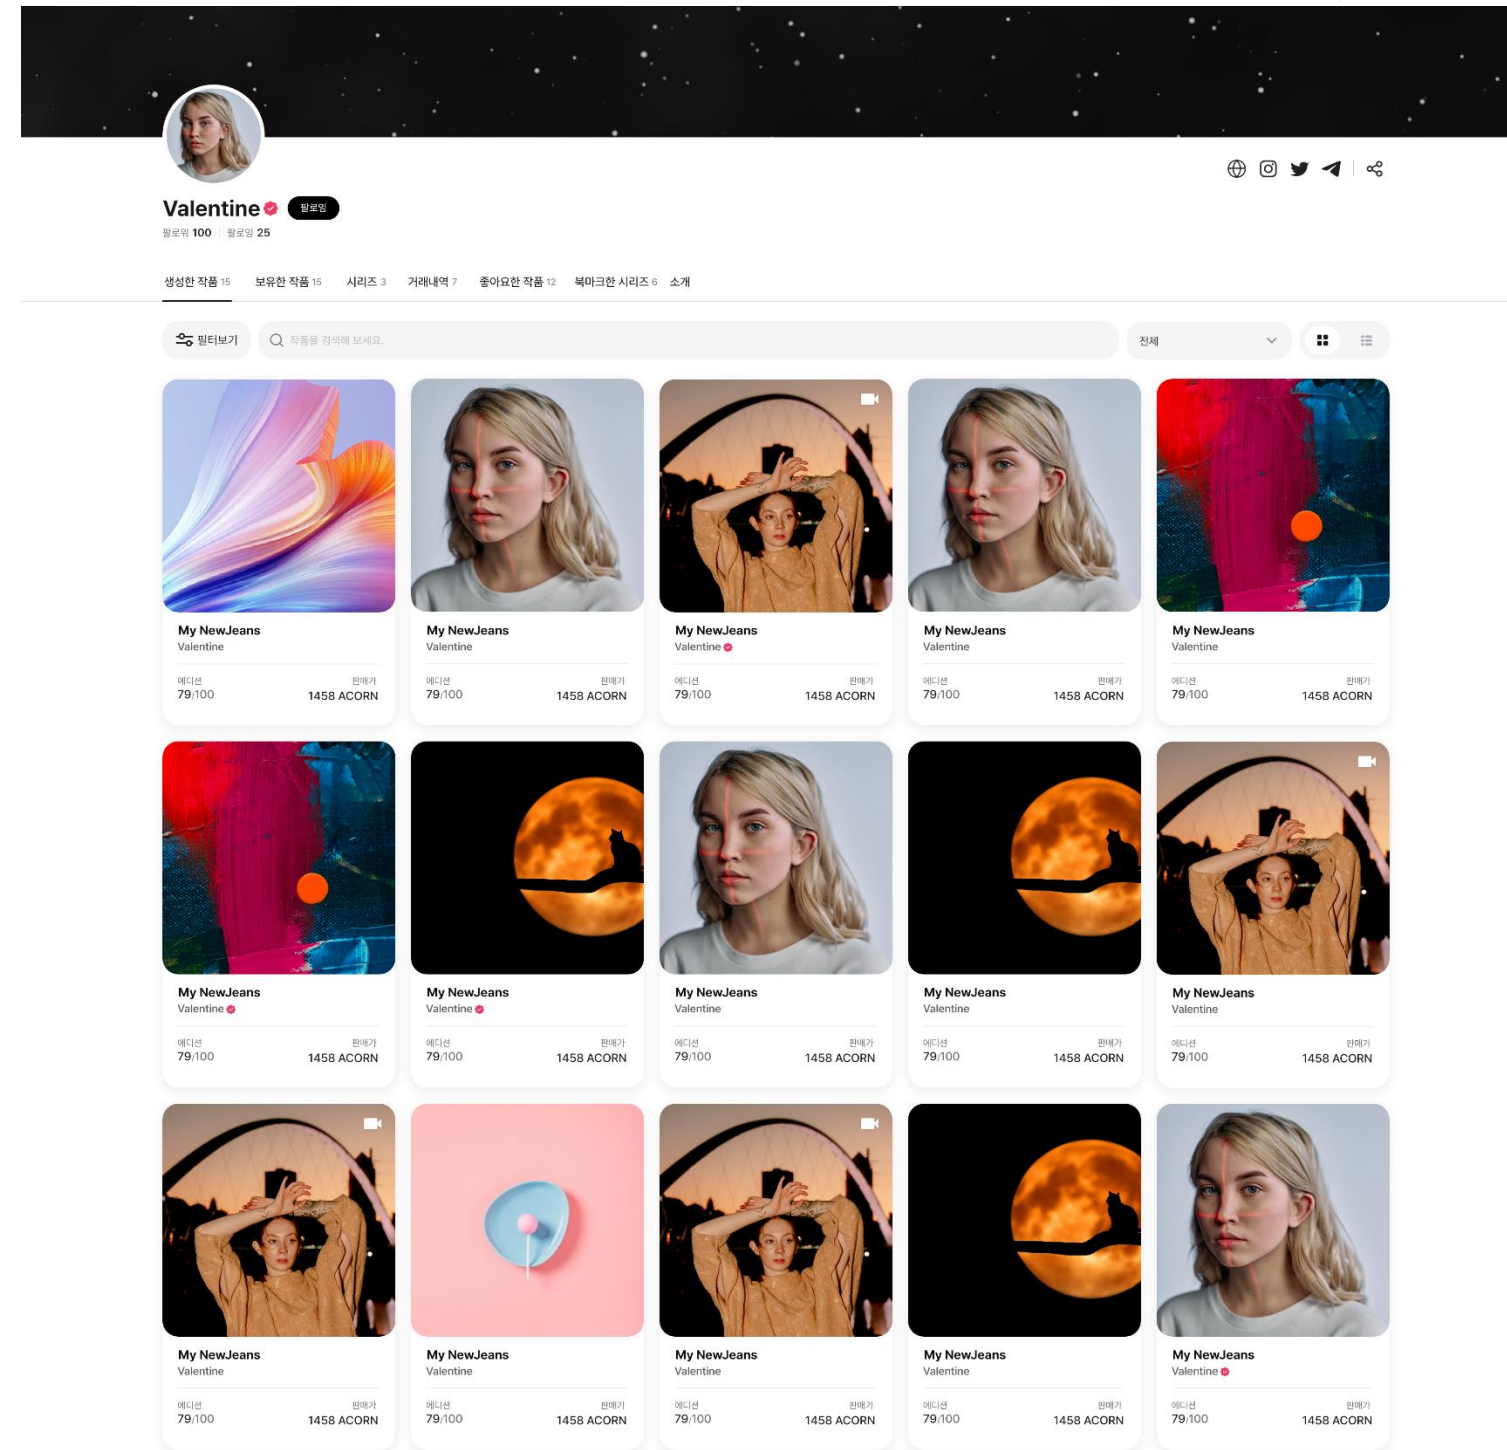 Valentine 팔로잉
팔로워 100 팔로잉 25
생성한 작품 15 보유한 작품 15 시리즈 3 거래내역 7 좋아요한 작품 12 북마크한 시리즈 6 소개
필터보기 작품을 검색해 보세요. 전체
My NewJeans My NewJeans My NewJeans My NewJeans My NewJeans
Valentine Valentine Valentine Valentine Valentine
에디션 판매가 에디션 판매가 에디션 판매가 에디션 판매가 에디션 판매가
79/100 1458 ACORN 79/100 1458 ACORN 79/100 1458 ACORN 79/100 1458 ACORN 79/100 1458 ACORN
My NewJeans My NewJeans My NewJeans My NewJeans My NewJeans
Valentine Valentine Valentine Valentine Valentine
에디션 판매가 에디션 판매가 에디션 판매가 에디션 판매가 에디션 판매가
79/100 1458 ACORN 79/100 1458 ACORN 79/100 1458 ACORN 79/100 1458 ACORN 79/100 1458 ACORN
My NewJeans My NewJeans My NewJeans My NewJeans My NewJeans
Valentine Valentine Valentine Valentine Valentine
에디션 판매가 에디션 판매가 에디션 판매가 에디션 판매가 에디션 판매가
79/100 1458 ACORN 79/100 1458 ACORN 79/100 1458 ACORN 79/100 1458 ACORN 79/100 1458 ACORN